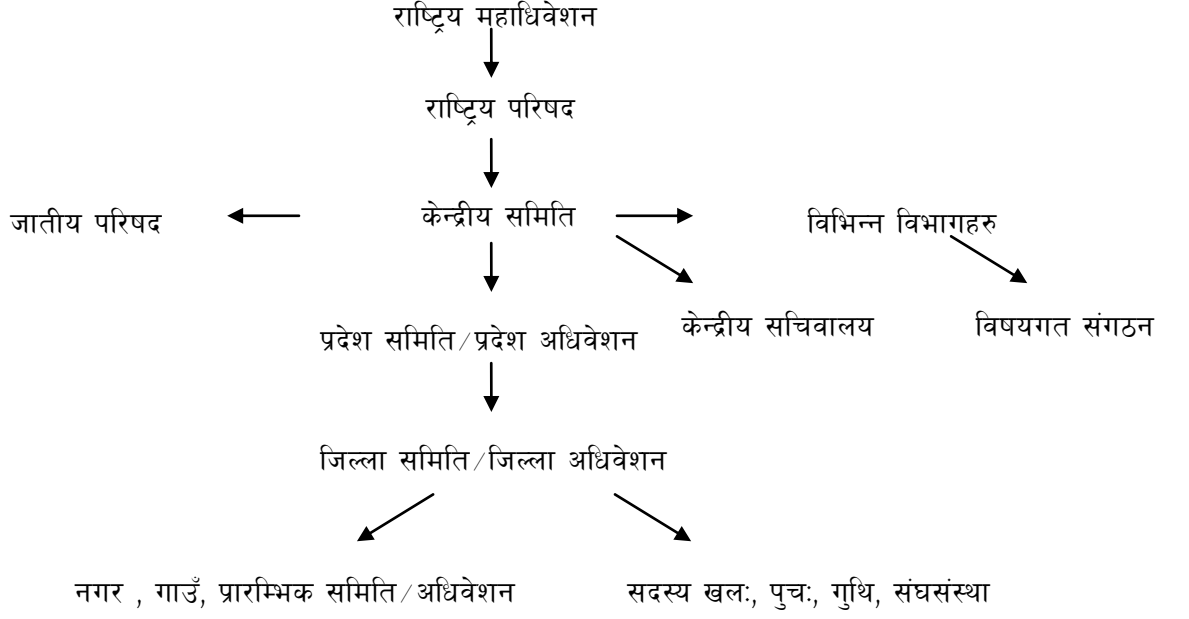 राष्ट्रिय महाधिवेशन
राष्ट्रिय परिषद
जातीय परिषद
केन्द्रीय समिति
विभिन्न विभागहरु
प्रदेश समिति/प्रदेश अधिवेशन
केन्द्रीय सचिवालय
विषयगत संगठन
जिल्ला समिति/जिल्ला अधिवेशन
नगर , गाउँ, प्रारम्भिक समिति/अधिवेशन
सदस्य खलः, पुचः, गुथि, संघसंस्था